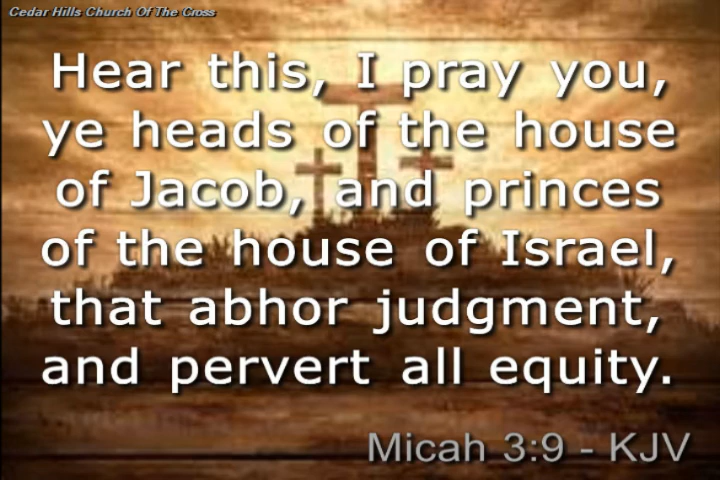 Cedar Hills Church Of The Cross
Hear this, I pray you,
ye heads of the house
of Jacob, and princes
of the house of Israel,
that abhor judgment,
and pervert all equity.
Micah 3:9 - KJV